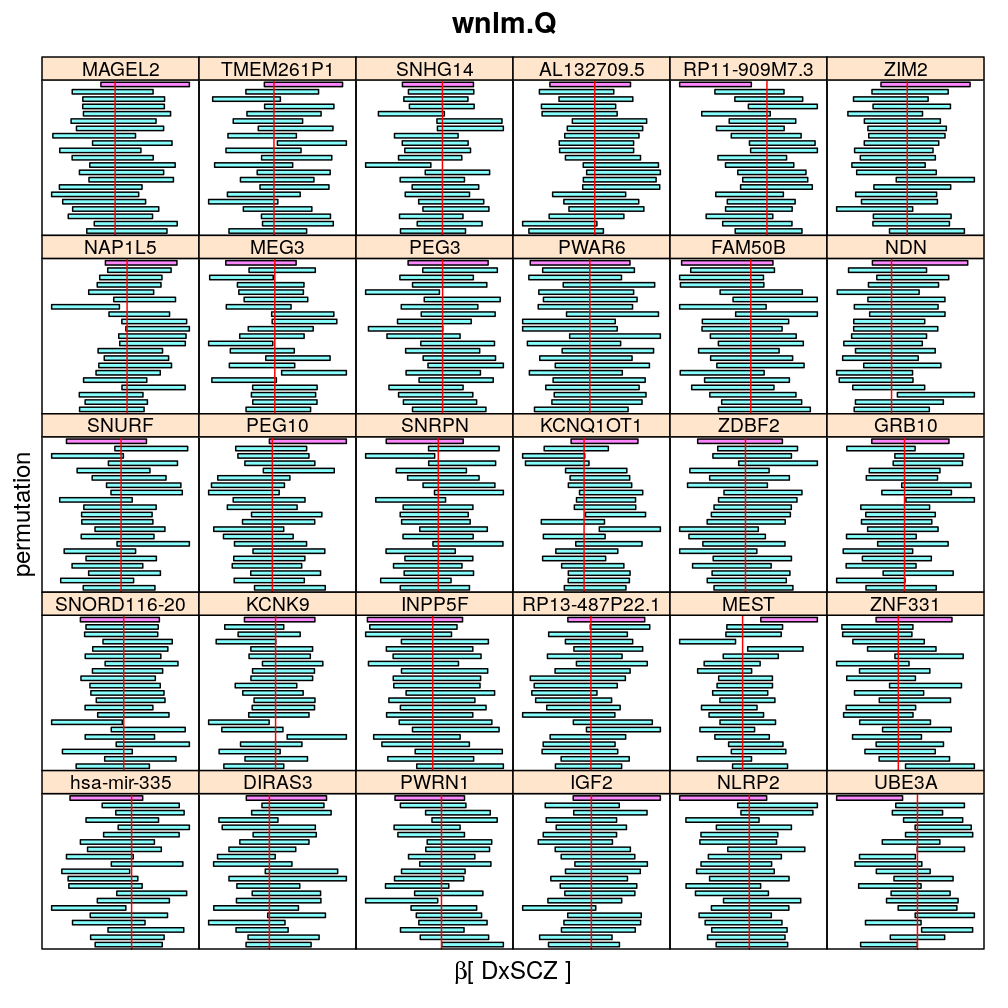 wnlm.Q
MAGEL2 TMEM261P1 SNHG14 AL132709.5 RP11-909M7.3 ZIM2
NAP1L5 MEG3 PEG3 PWAR6 FAM50B NDN
SNURF PEG10 SNRPN KCNQ1OT1 ZDBF2 GRB10
SNORD116-20 KCNK9 INPP5F RP13-487P22.1 MEST ZNF331
hsa-mir-335 DIRAS3 PWRN1 IGF2 NLRP2 UBE3A
permutation
β[ DxSCZ ]